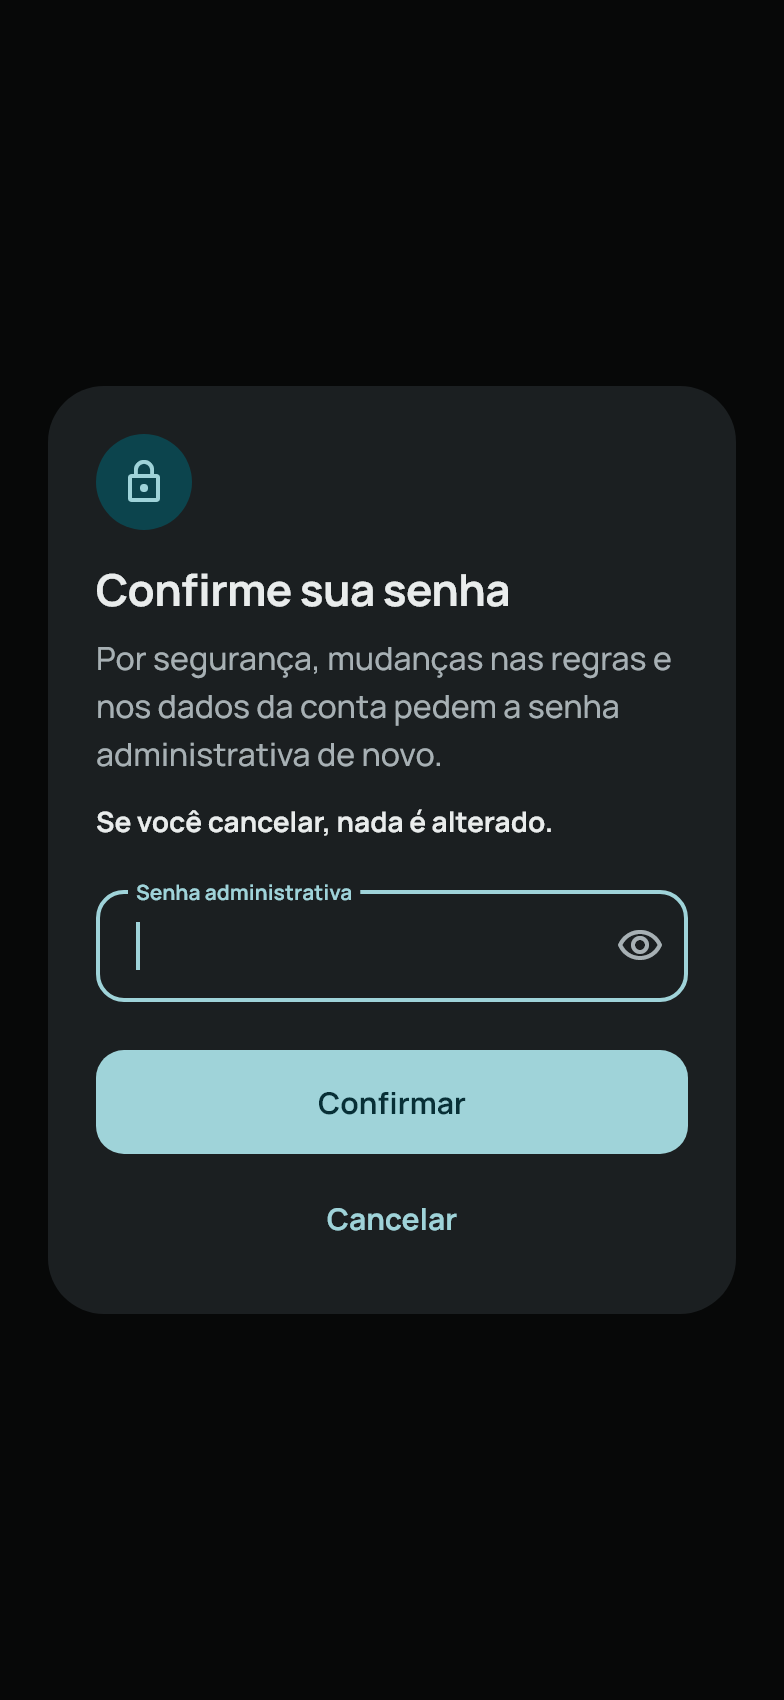 Confirme sua senha
Por segurança, mudanças nas regras e
nos dados da conta pedem a senha
administrativa de novo.
Se você cancelar, nada é alterado.
Senha administrativa
Confirmar
Cancelar